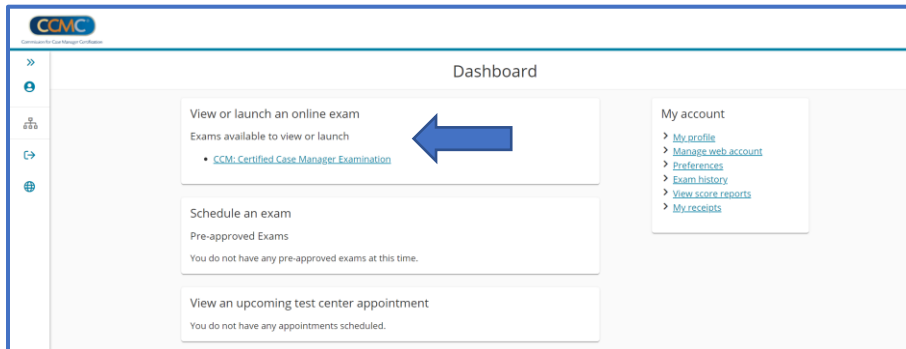 CCMC
Commission for Case Manager Certification
Dashboard
View or launch an online exam
Exams available to view or launch
CCM: Certified Case Manager Examination
Schedule an exam
Pre-approved Exams
You do not have any pre-approved exams at this time.
View an upcoming test center appointment
You do not have any appointments scheduled.
My account
My profile
Manage web account
Preferences
Exam history
View score reports
My receipts